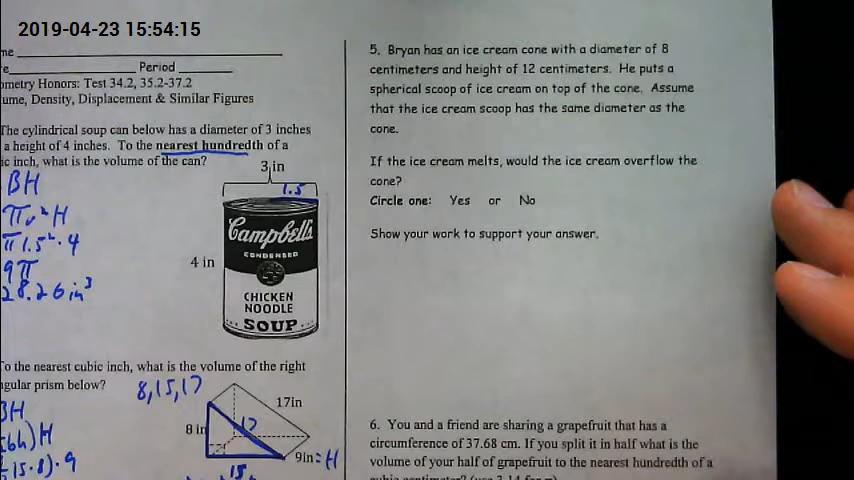 2019-04-23 15:54:15
me
e Period
ometry Honors: Test 34.2, 35.2-37.2
ume, Density, Displacement & Similar Figures
The cylindrical soup can below has a diameter of 3 inches
a height of 4 inches. To the nearest hundredth of a
ic inch, what is the volume of the can?
BH
πr²H
π1.5²·4
9π
28.26in³
3 in
1.5
4 in
Campbell's
CONDENSED
CHICKEN
NOODLE
SOUP
To the nearest cubic inch, what is the volume of the right
ngular prism below?
8,15,17
BH
bh)H
15·8)·9
17in
8 in
17
9in = H
15
5. Bryan has an ice cream cone with a diameter of 8
centimeters and height of 12 centimeters. He puts a
spherical scoop of ice cream on top of the cone. Assume
that the ice cream scoop has the same diameter as the
cone.
If the ice cream melts, would the ice cream overflow the
cone?
Circle one: Yes or No
Show your work to support your answer.
6. You and a friend are sharing a grapefruit that has a
circumference of 37.68 cm. If you split it in half what is the
volume of your half of grapefruit to the nearest hundredth of a